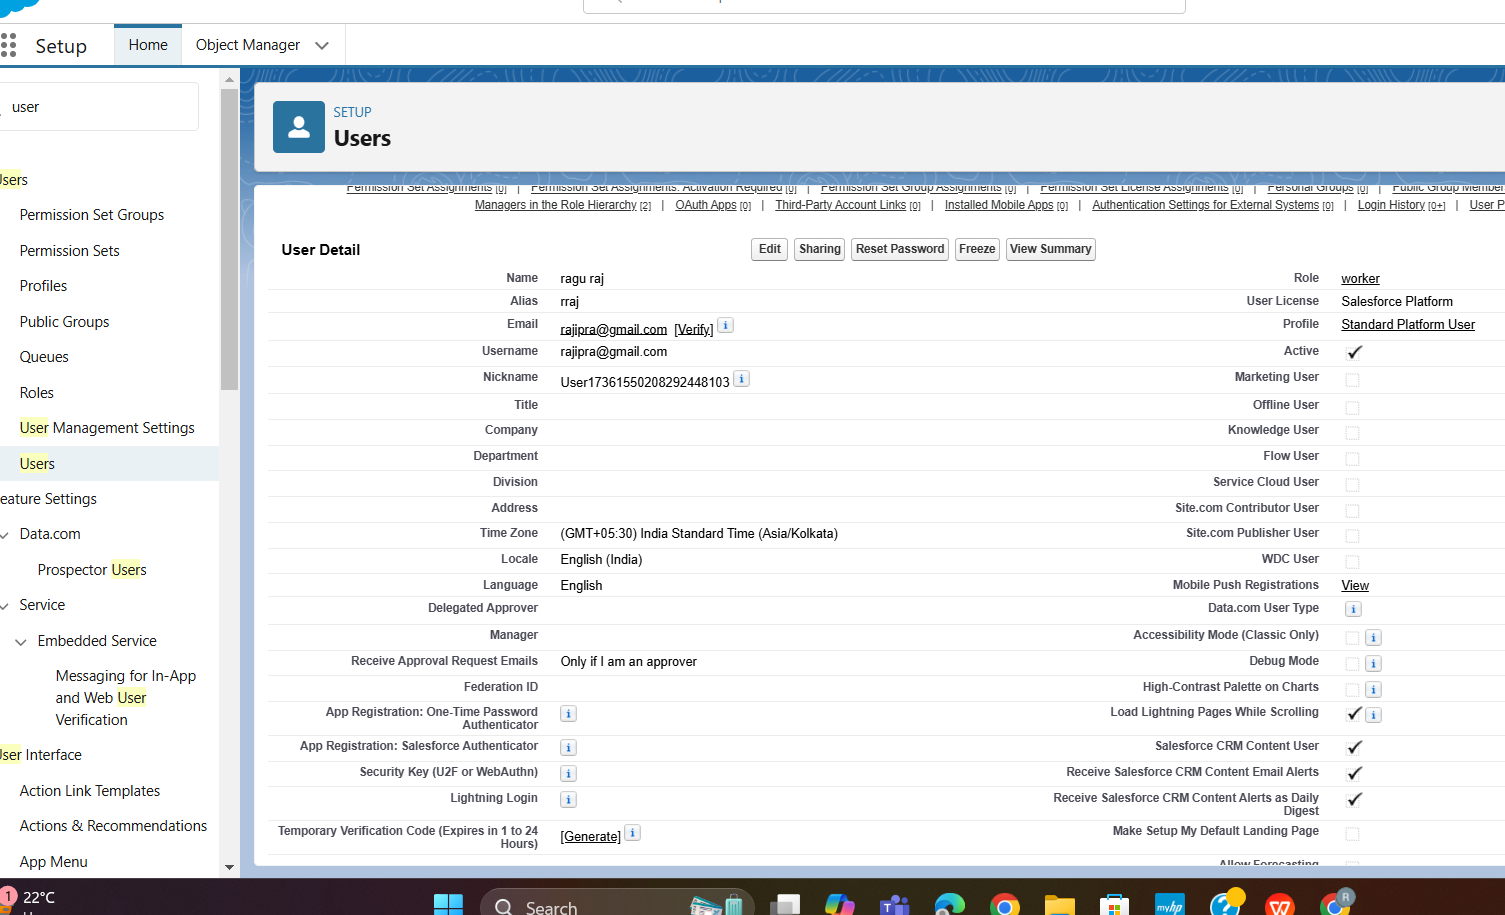 Setup
Home
Object Manager
user
SETUP
Users
Users
Permission Set Groups
Permission Sets
Profiles
Public Groups
Queues
Roles
User Management Settings
Users
eature Settings
Data.com
Prospector Users
Service
Embedded Service
Messaging for In-App
and Web User
Verification
User Interface
Action Link Templates
Actions & Recommendations
App Menu
Permission Set Assignments [0] | Permission Set Assignments: Activation Required [0] | Permission Set Group Assignments [0] | Permission Set License Assignments [0] | Personal Groups [0] | Public Group Member
Managers in the Role Hierarchy [2] | OAuth Apps [0] | Third-Party Account Links [0] | Installed Mobile Apps [0] | Authentication Settings for External Systems [0] | Login History [0+] | User P
User Detail
Edit Sharing Reset Password Freeze View Summary
Name ragu raj Role worker
Alias rraj User License Salesforce Platform
Email rajipra@gmail.com [Verify] i Profile Standard Platform User
Username rajipra@gmail.com Active
Nickname User17361550208292448103 i Marketing User
Title Offline User
Company Knowledge User
Department Flow User
Division Service Cloud User
Address Site.com Contributor User
Time Zone (GMT+05:30) India Standard Time (Asia/Kolkata) Site.com Publisher User
Locale English (India) WDC User
Language English Mobile Push Registrations View
Delegated Approver Data.com User Type i
Manager Accessibility Mode (Classic Only) i
Receive Approval Request Emails Only if I am an approver Debug Mode i
Federation ID High-Contrast Palette on Charts i
App Registration: One-Time Password
Authenticator i Load Lightning Pages While Scrolling i
App Registration: Salesforce Authenticator i Salesforce CRM Content User
Security Key (U2F or WebAuthn) i Receive Salesforce CRM Content Email Alerts
Lightning Login i Receive Salesforce CRM Content Alerts as Daily
Digest
Temporary Verification Code (Expires in 1 to 24
Hours) [Generate] i Make Setup My Default Landing Page
Allow Forecasting
1
22°C
Search
T
myhp
?
W
R